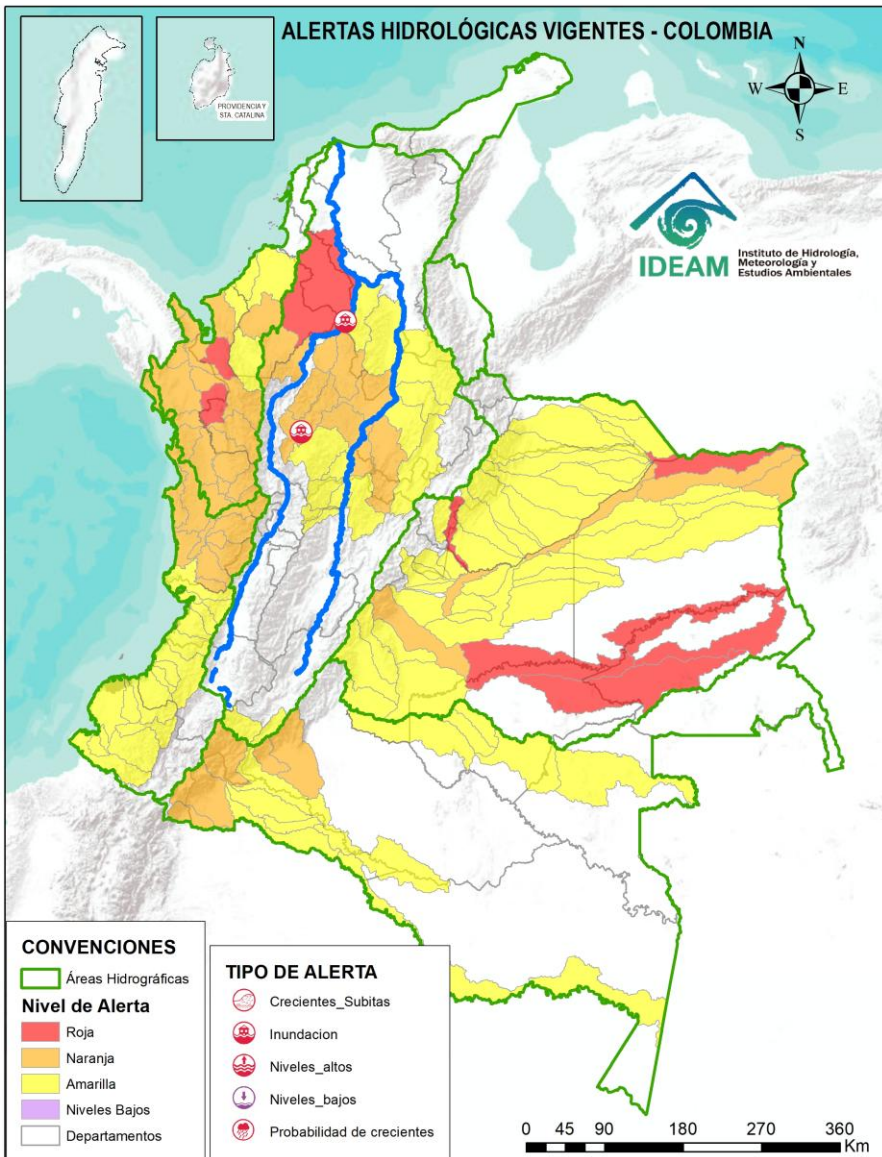 ALERTAS HIDROLÓGICAS VIGENTES - COLOMBIA
PROVIDENCIA Y
STA. CATALINA
N
W
E
S
IDEAM
Instituto de Hidrología,
Meteorología y
Estudios Ambientales
CONVENCIONES
Áreas Hidrográficas
Nivel de Alerta
Roja
Naranja
Amarilla
Niveles Bajos
Departamentos
TIPO DE ALERTA
Crecientes_Subitas
Inundacion
Niveles_altos
Niveles_bajos
Probabilidad de crecientes
0 45 90 180 270 360
Km